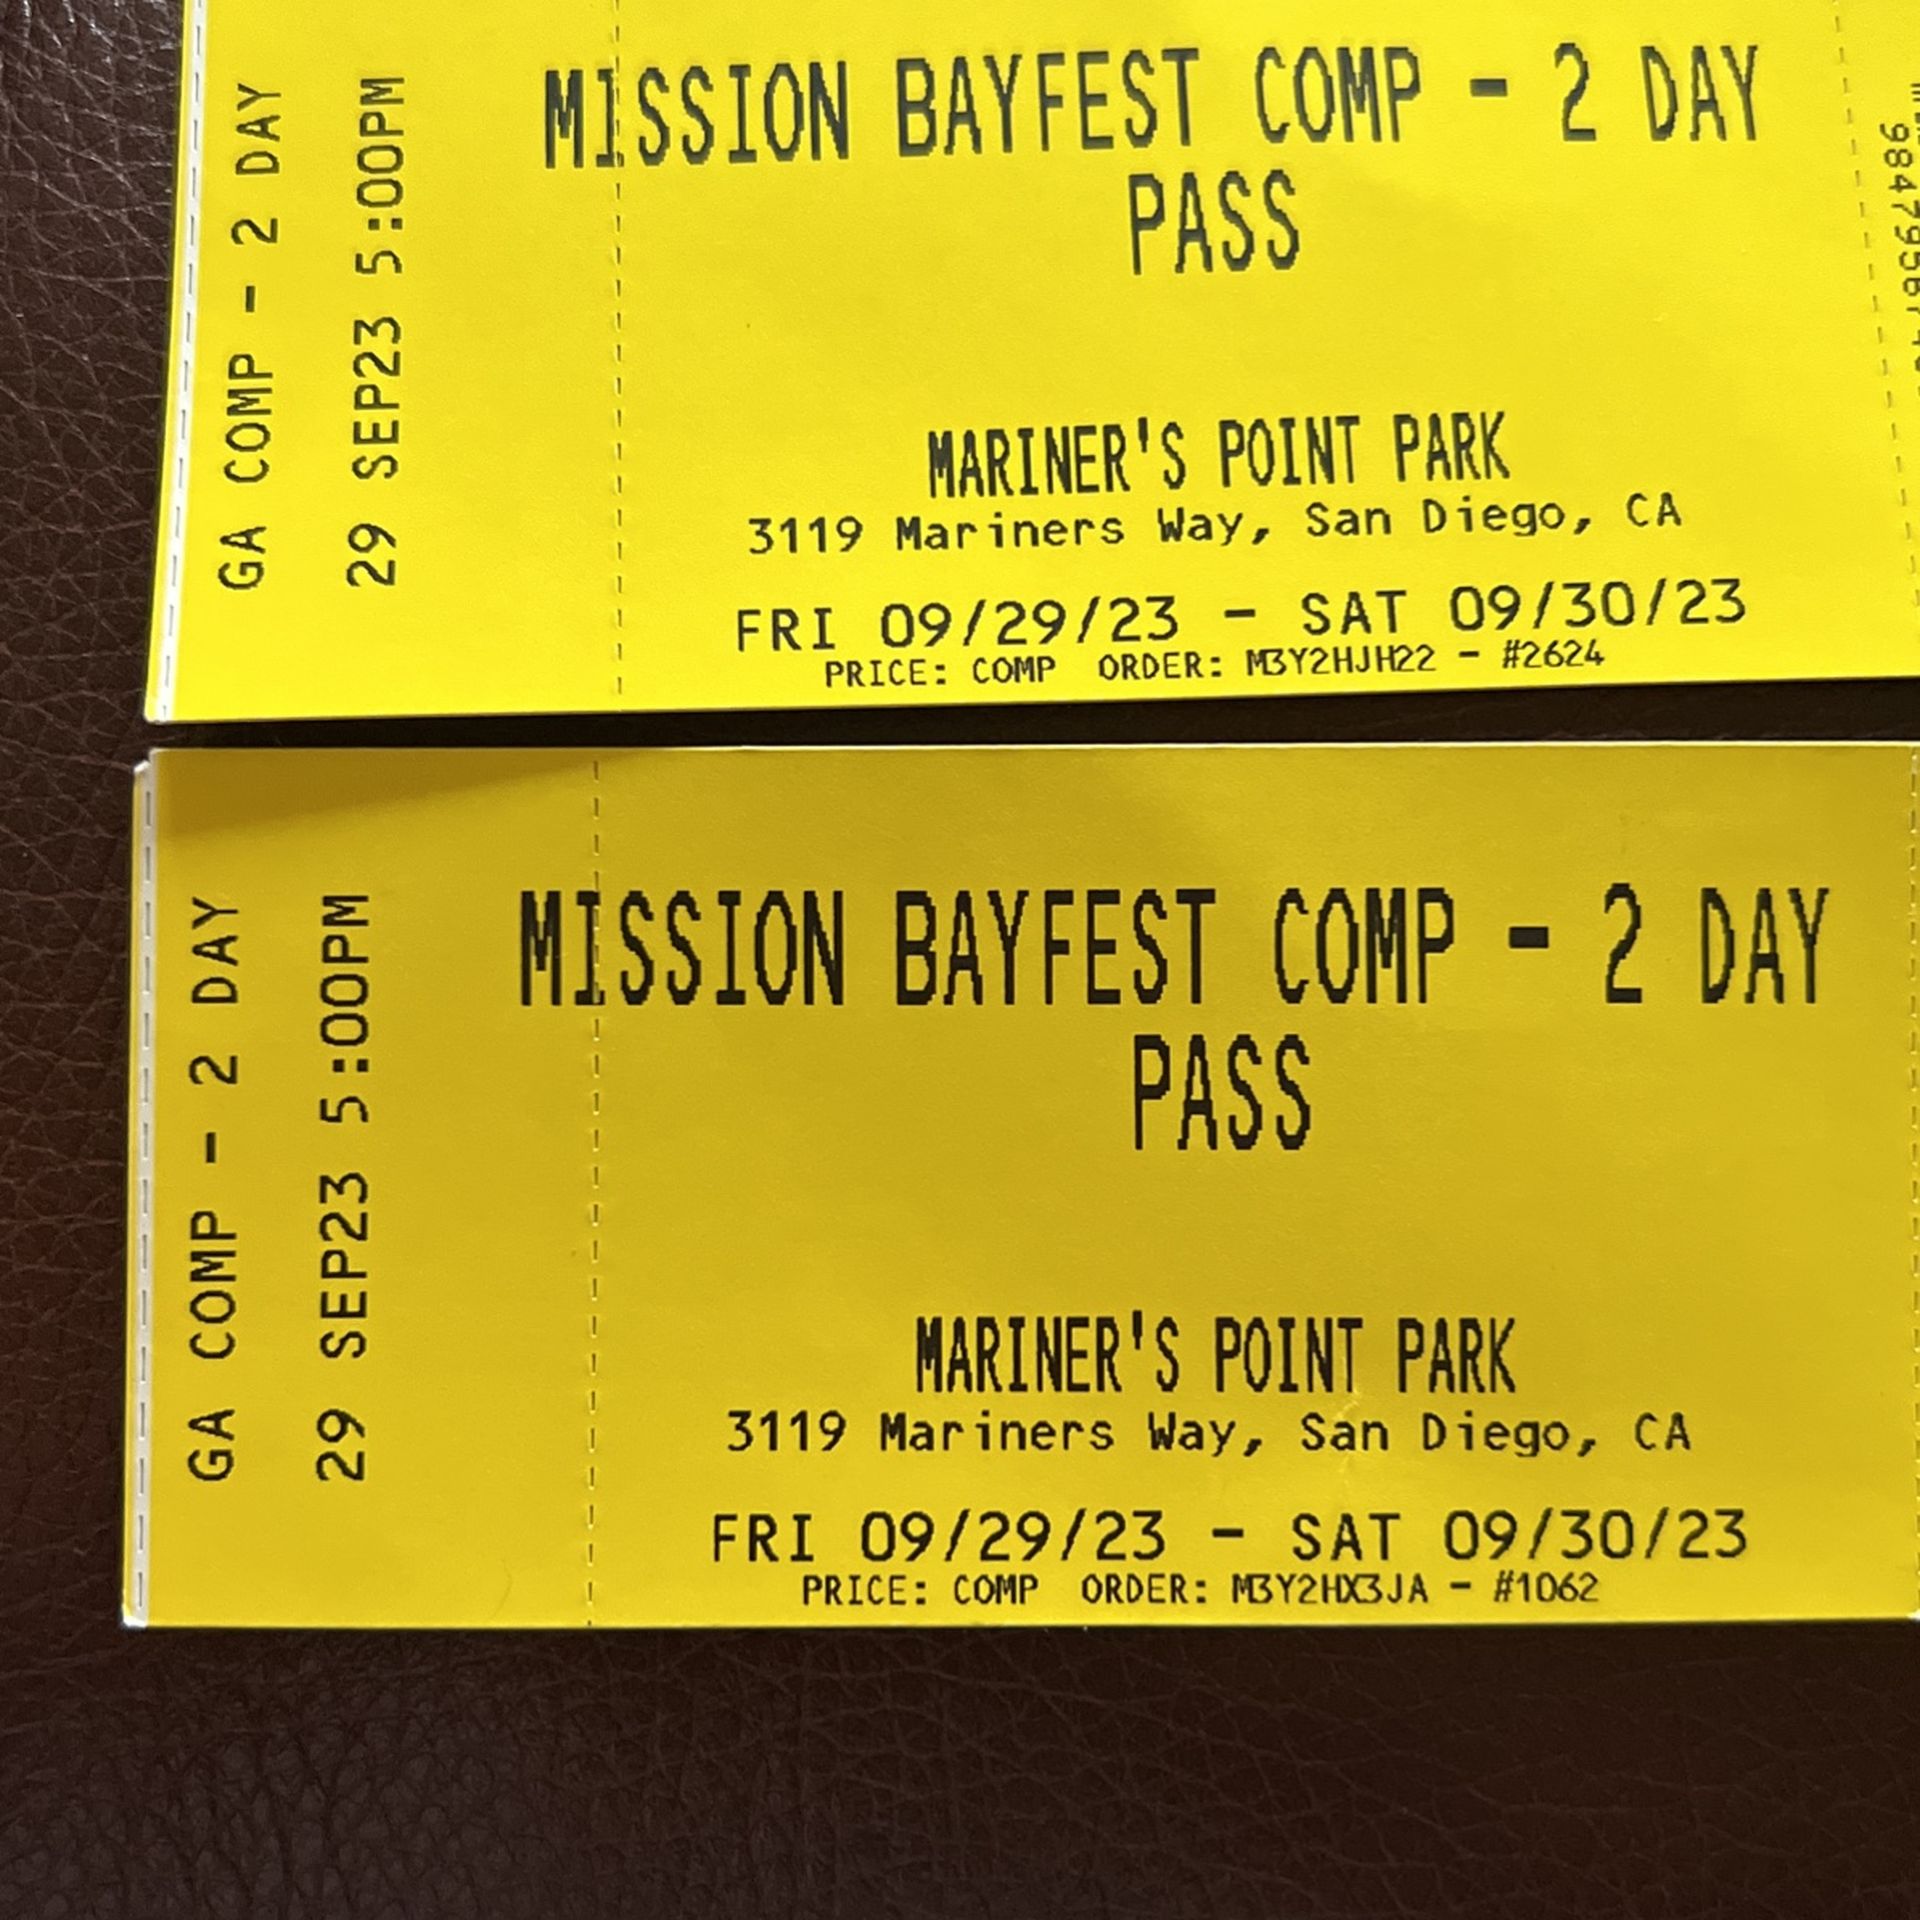 GA COMP - 2 DAY
29 SEP23 5:00PM
MISSION BAYFEST COMP - 2 DAY
PASS
MARINER'S POINT PARK
3119 Mariners Way, San Diego, CA
FRI 09/29/23 - SAT 09/30/23
PRICE: COMP ORDER: M3Y2HJH22 - #2624
GA COMP - 2 DAY
29 SEP23 5:00PM
MISSION BAYFEST COMP - 2 DAY
PASS
MARINER'S POINT PARK
3119 Mariners Way, San Diego, CA
FRI 09/29/23 - SAT 09/30/23
PRICE: COMP ORDER: M3Y2HX3JA - #1062